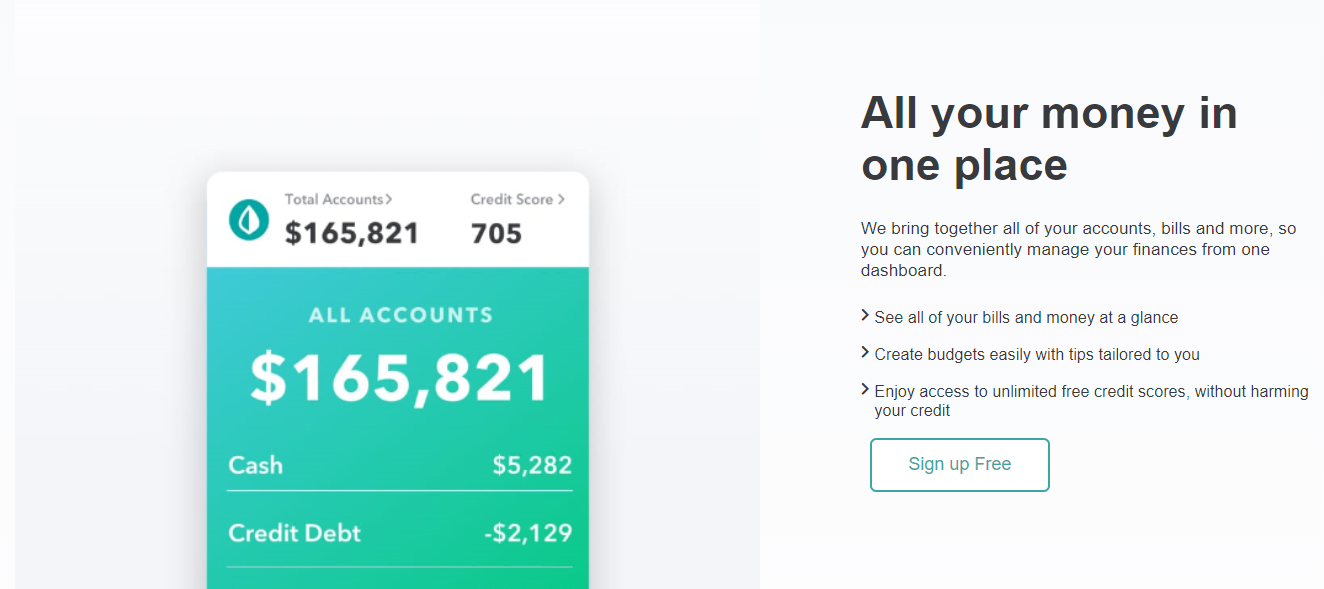 Total Accounts
Credit Score
$165,821
705
ALL ACCOUNTS
$165,821
Cash
$5,282
Credit Debt
-$2,129
All your money in
one place
We bring together all of your accounts, bills and more, so
you can conveniently manage your finances from one
dashboard.
See all of your bills and money at a glance
Create budgets easily with tips tailored to you
Enjoy access to unlimited free credit scores, without harming
your credit
Sign up Free